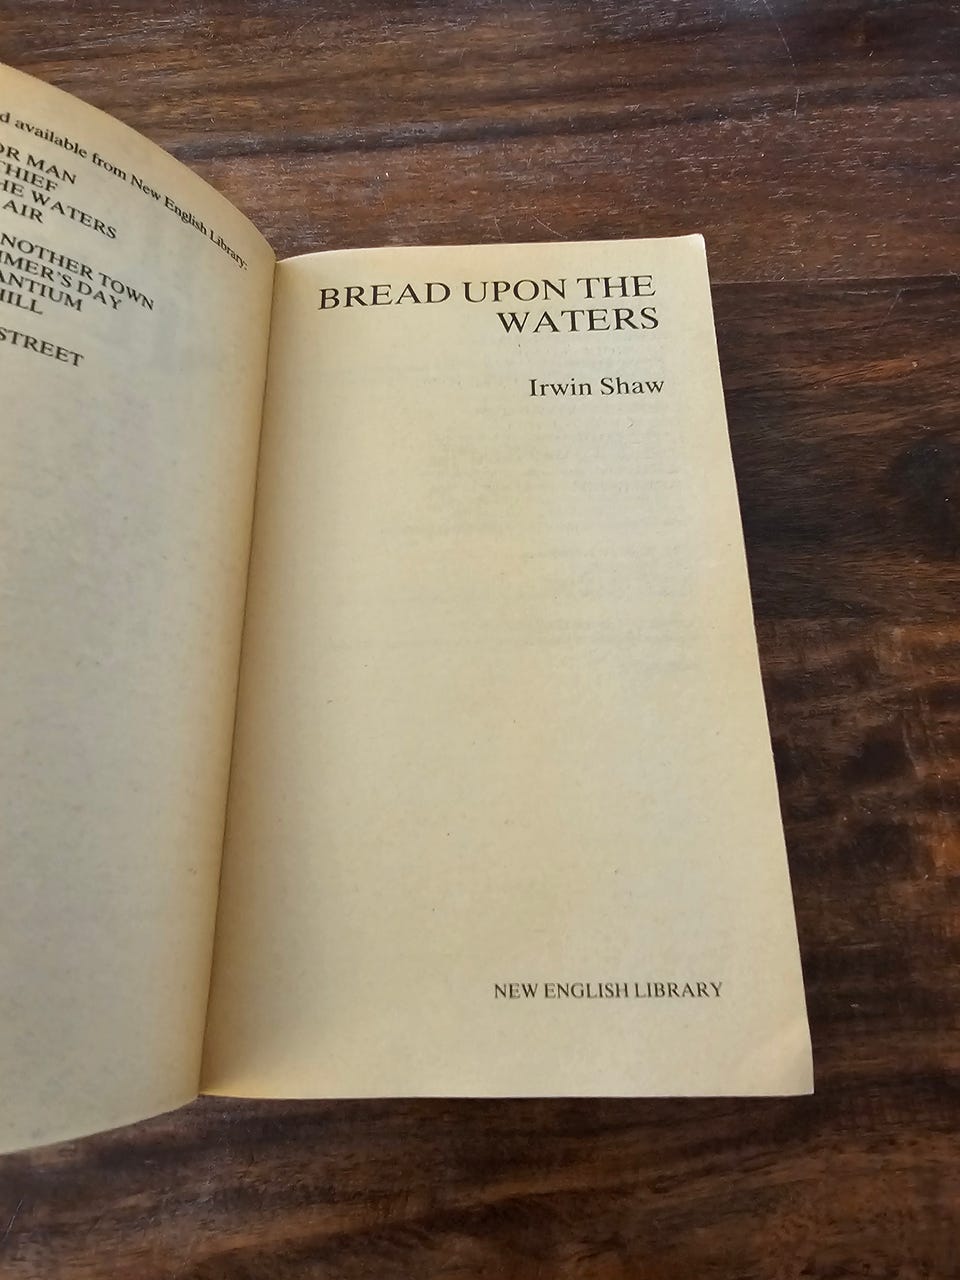 d available from New English Library:
OR MAN
THIEF
HE WATERS
AIR
NOTHER TOWN
MMER'S DAY
ANTIUM
HILL
STREET
BREAD UPON THE
WATERS
Irwin Shaw
NEW ENGLISH LIBRARY